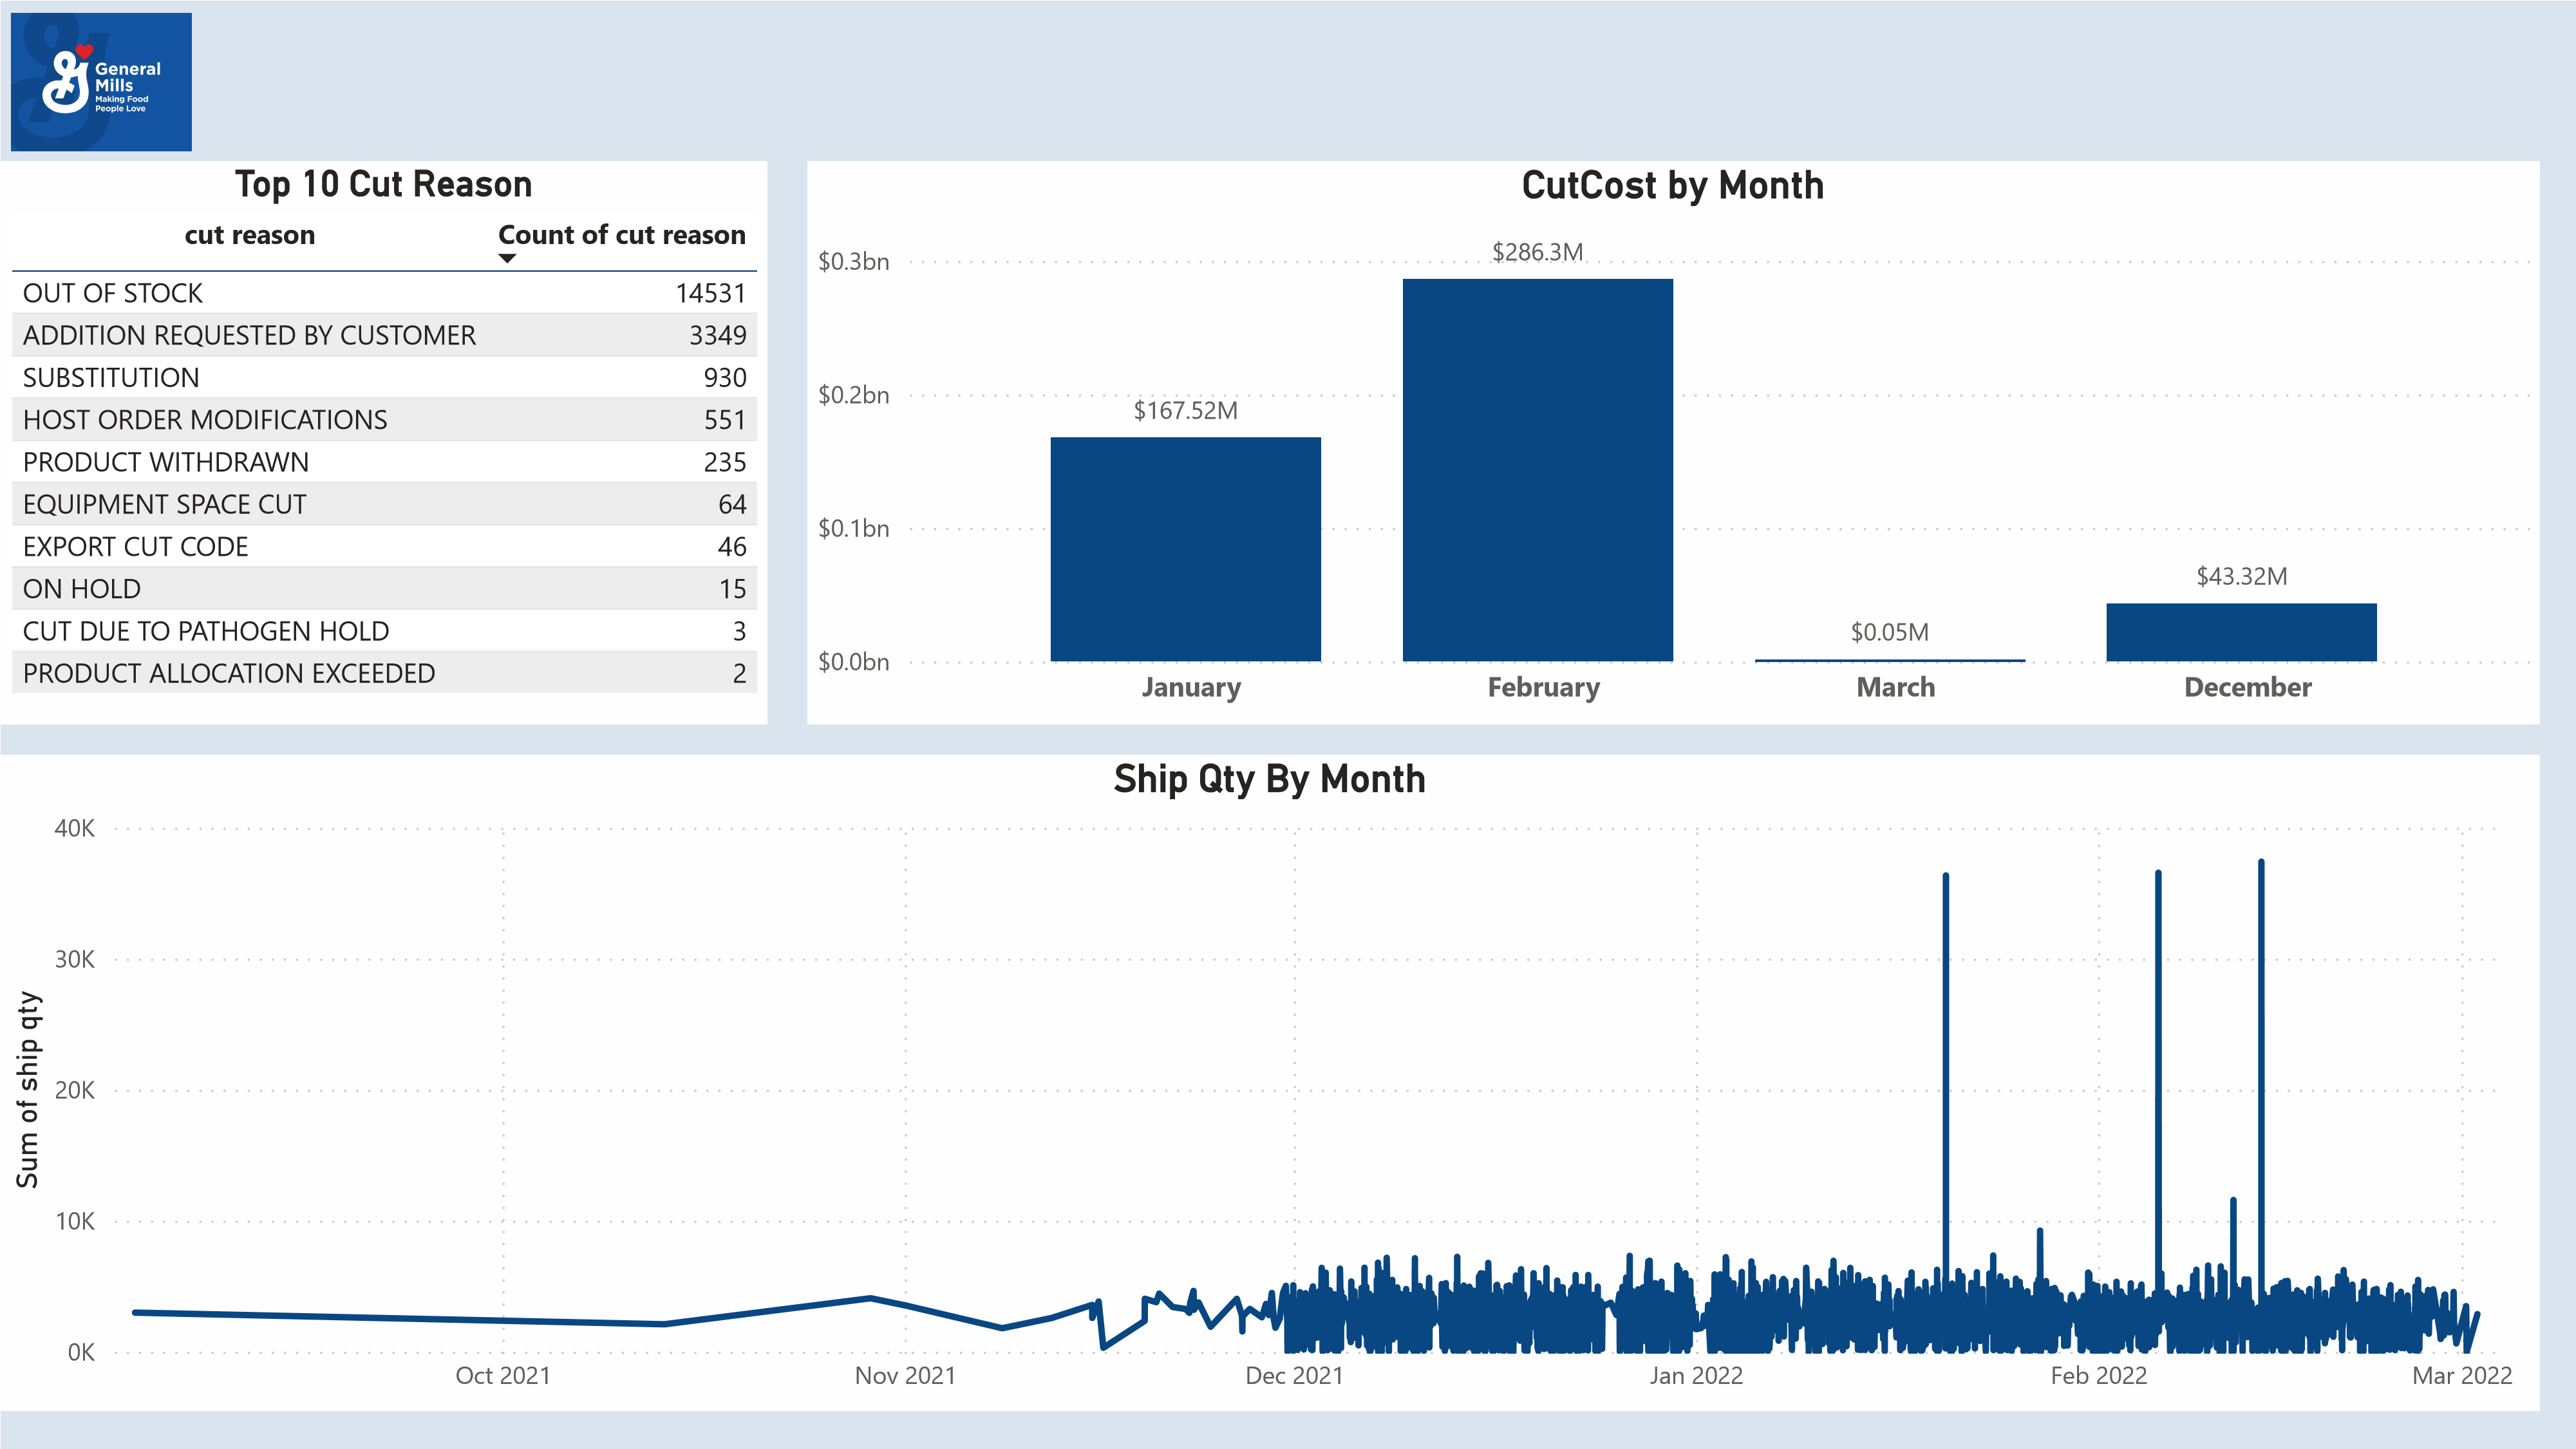 General
Mills
Making Food
People Love
Top 10 Cut Reason
cut reason Count of cut reason
OUT OF STOCK 14531
ADDITION REQUESTED BY CUSTOMER 3349
SUBSTITUTION 930
HOST ORDER MODIFICATIONS 551
PRODUCT WITHDRAWN 235
EQUIPMENT SPACE CUT 64
EXPORT CUT CODE 46
ON HOLD 15
CUT DUE TO PATHOGEN HOLD 3
PRODUCT ALLOCATION EXCEEDED 2
CutCost by Month
$0.3bn
$0.2bn
$0.1bn
$0.0bn
$167.52M
$286.3M
$0.05M
$43.32M
January February March December
Ship Qty By Month
Sum of ship qty
40K
30K
20K
10K
0K
Oct 2021 Nov 2021 Dec 2021 Jan 2022 Feb 2022 Mar 2022